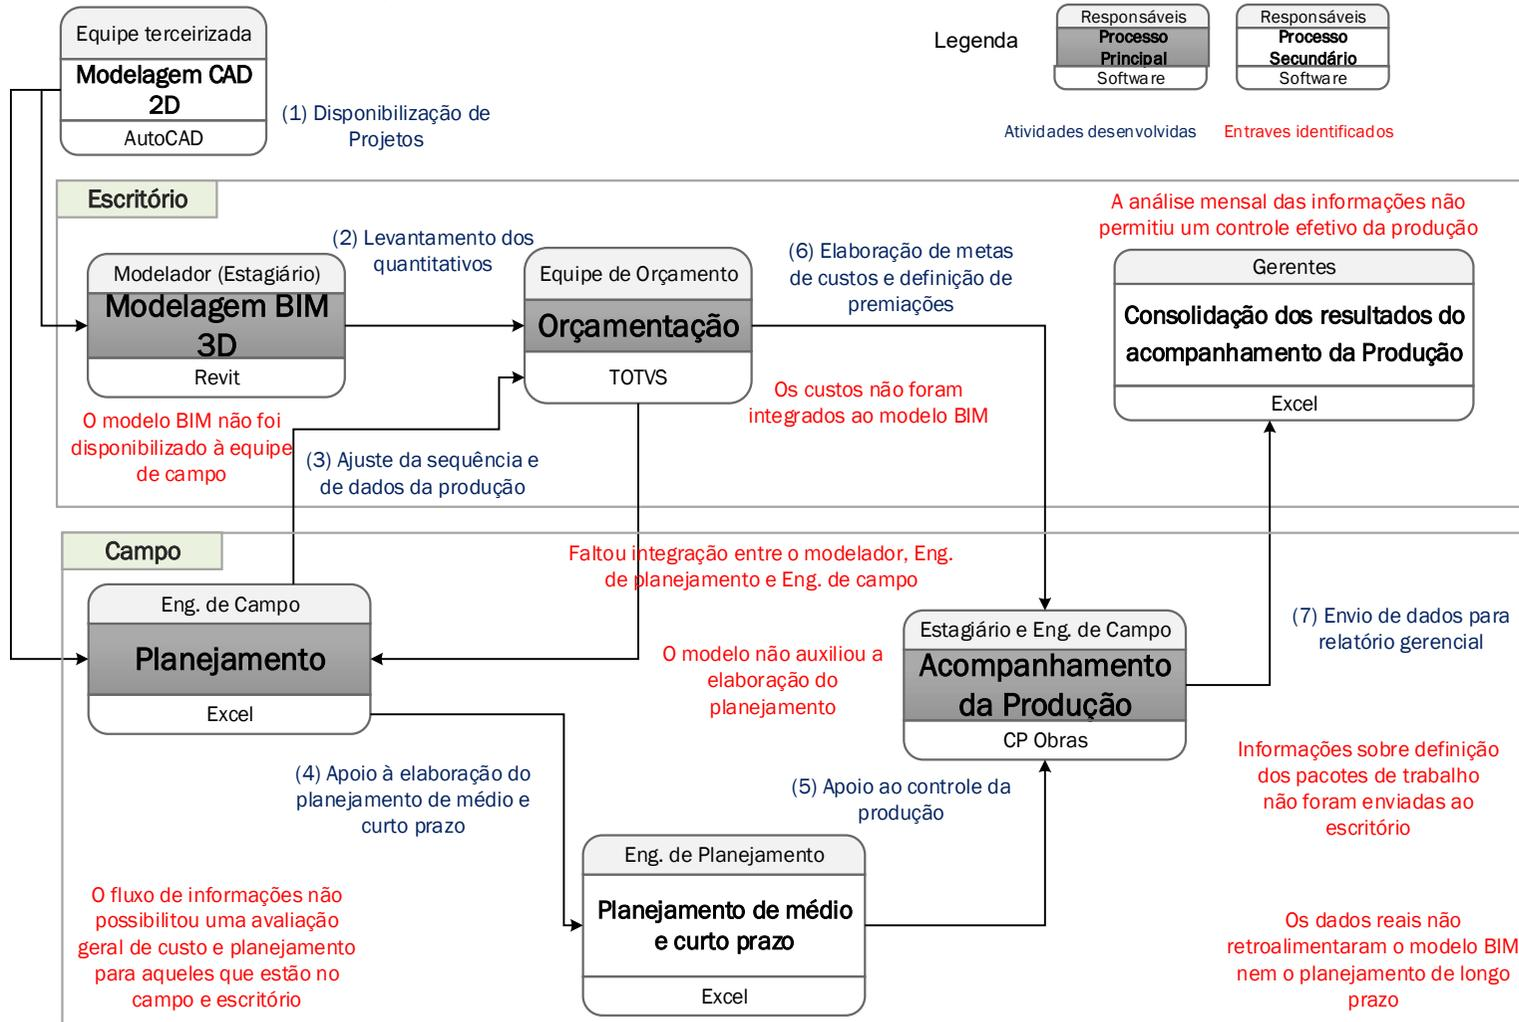 Equipe terceirizada
Modelagem CAD
2D
AutoCAD
(1) Disponibilização de
Projetos
Legenda
Responsáveis
Processo
Principal
Software
Responsáveis
Processo
Secundário
Software
Atividades desenvolvidas
Entraves identificados
Escritório
Modelador (Estagiário)
Modelagem BIM
3D
Revit
O modelo BIM não foi
disponibilizado à equipe
de campo
(2) Levantamento dos
quantitativos
Equipe de Orçamento
Orçamentação
TOTVS
(3) Ajuste da sequência e
de dados da produção
(6) Elaboração de metas
de custos e definição de
premiações
Os custos não foram
integrados ao modelo BIM
A análise mensal das informações não
permitiu um controle efetivo da produção
Gerentes
Consolidação dos resultados do
acompanhamento da Produção
Excel
Campo
Faltou integração entre o modelador, Eng.
de planejamento e Eng. de campo
Eng. de Campo
Planejamento
Excel
O modelo não auxiliou a
elaboração do
planejamento
Estagiário e Eng. de Campo
Acompanhamento
da Produção
CP Obras
(7) Envio de dados para
relatório gerencial
(4) Apoio à elaboração do
planejamento de médio e
curto prazo
(5) Apoio ao controle da
produção
Informações sobre definição
dos pacotes de trabalho
não foram enviadas ao
escritório
Eng. de Planejamento
Planejamento de médio
e curto prazo
Excel
O fluxo de informações não
possibilitou uma avaliação
geral de custo e planejamento
para aqueles que estão no
campo e escritório
Os dados reais não
retroalimentaram o modelo BIM
nem o planejamento de longo
prazo